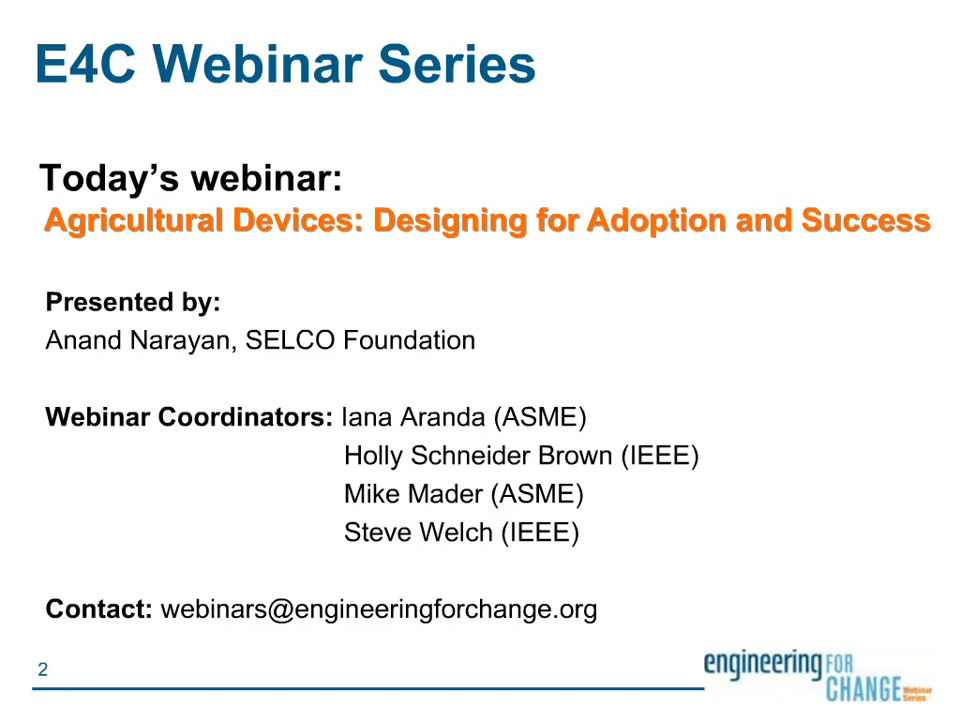 E4C Webinar Series
Today’s webinar:
Agricultural Devices: Designing for Adoption and Success
Presented by:
Anand Narayan, SELCO Foundation
Webinar Coordinators: Iana Aranda (ASME)
Holly Schneider Brown (IEEE)
Mike Mader (ASME)
Steve Welch (IEEE)
Contact: webinars@engineeringforchange.org
2
engineering FOR
CHANGE Webinar
Series